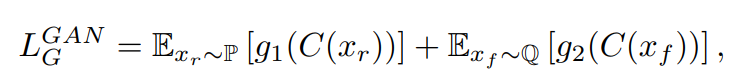 $L_G^{GAN} = \mathbb{E}_{x_r \sim \mathbb{P}} [g_1(C(x_r))] + \mathbb{E}_{x_f \sim \mathbb{Q}} [g_2(C(x_f))] ,$